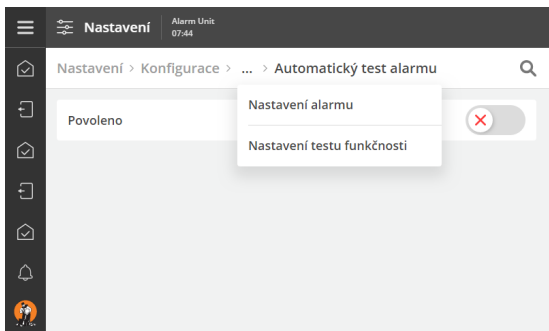 Nastavení
Alarm Unit
07:44
Nastavení > Konfigurace > ... > Automatický test alarmu
Nastavení alarmu
Povoleno
Nastavení testu funkčnosti